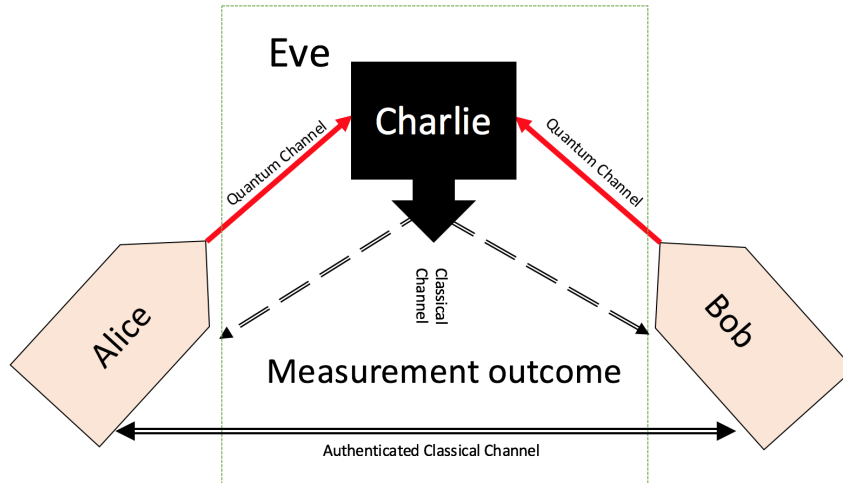 Eve
Charlie
Quantum Channel
Quantum Channel
Classical
Channel
Alice
Bob
Measurement outcome
Authenticated Classical Channel